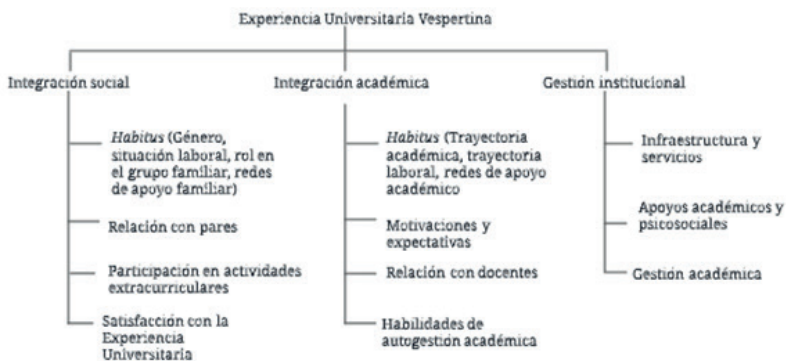 Experiencia Universitaria Vespertina
Integración social
Habitus (Género,
situación laboral, rol en
el grupo familiar, redes
de apoyo familiar)
Relación con pares
Participación en actividades
extracurriculares
Satisfacción con la
Experiencia
Universitaria
Integración académica
Habitus (Trayectoria
académica, trayectoria
laboral, redes de apoyo
académico
Motivaciones y
expectativas
Relación con docentes
Habilidades de
autogestión académica
Gestión institucional
Infraestructura y
servicios
Apoyos académicos y
psicosociales
Gestión académica